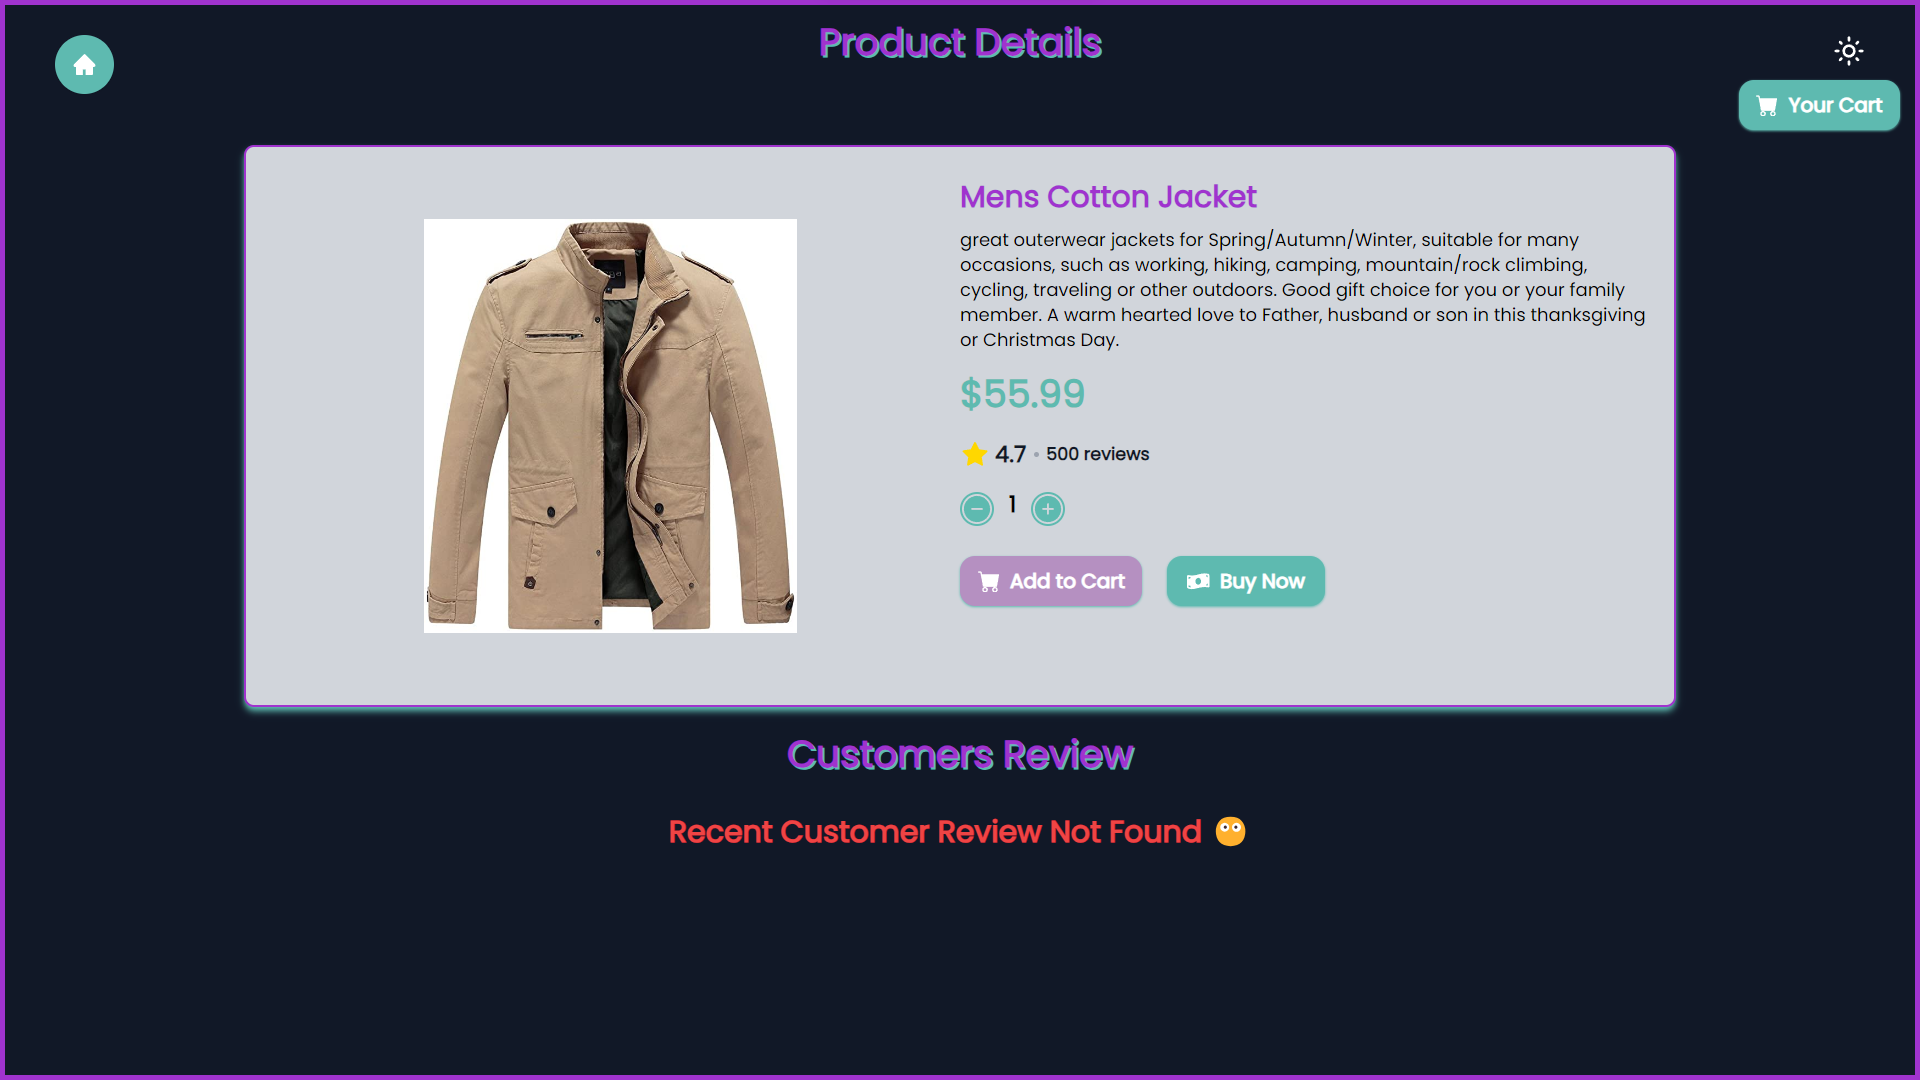 Product Details
Your Cart
Mens Cotton Jacket
great outerwear jackets for Spring/Autumn/Winter, suitable for many
occasions, such as working, hiking, camping, mountain/rock climbing,
cycling, traveling or other outdoors. Good gift choice for you or your family
member. A warm hearted love to Father, husband or son in this thanksgiving
or Christmas Day.
$55.99
4.7 • 500 reviews
1
Add to Cart
Buy Now
Customers Review
Recent Customer Review Not Found